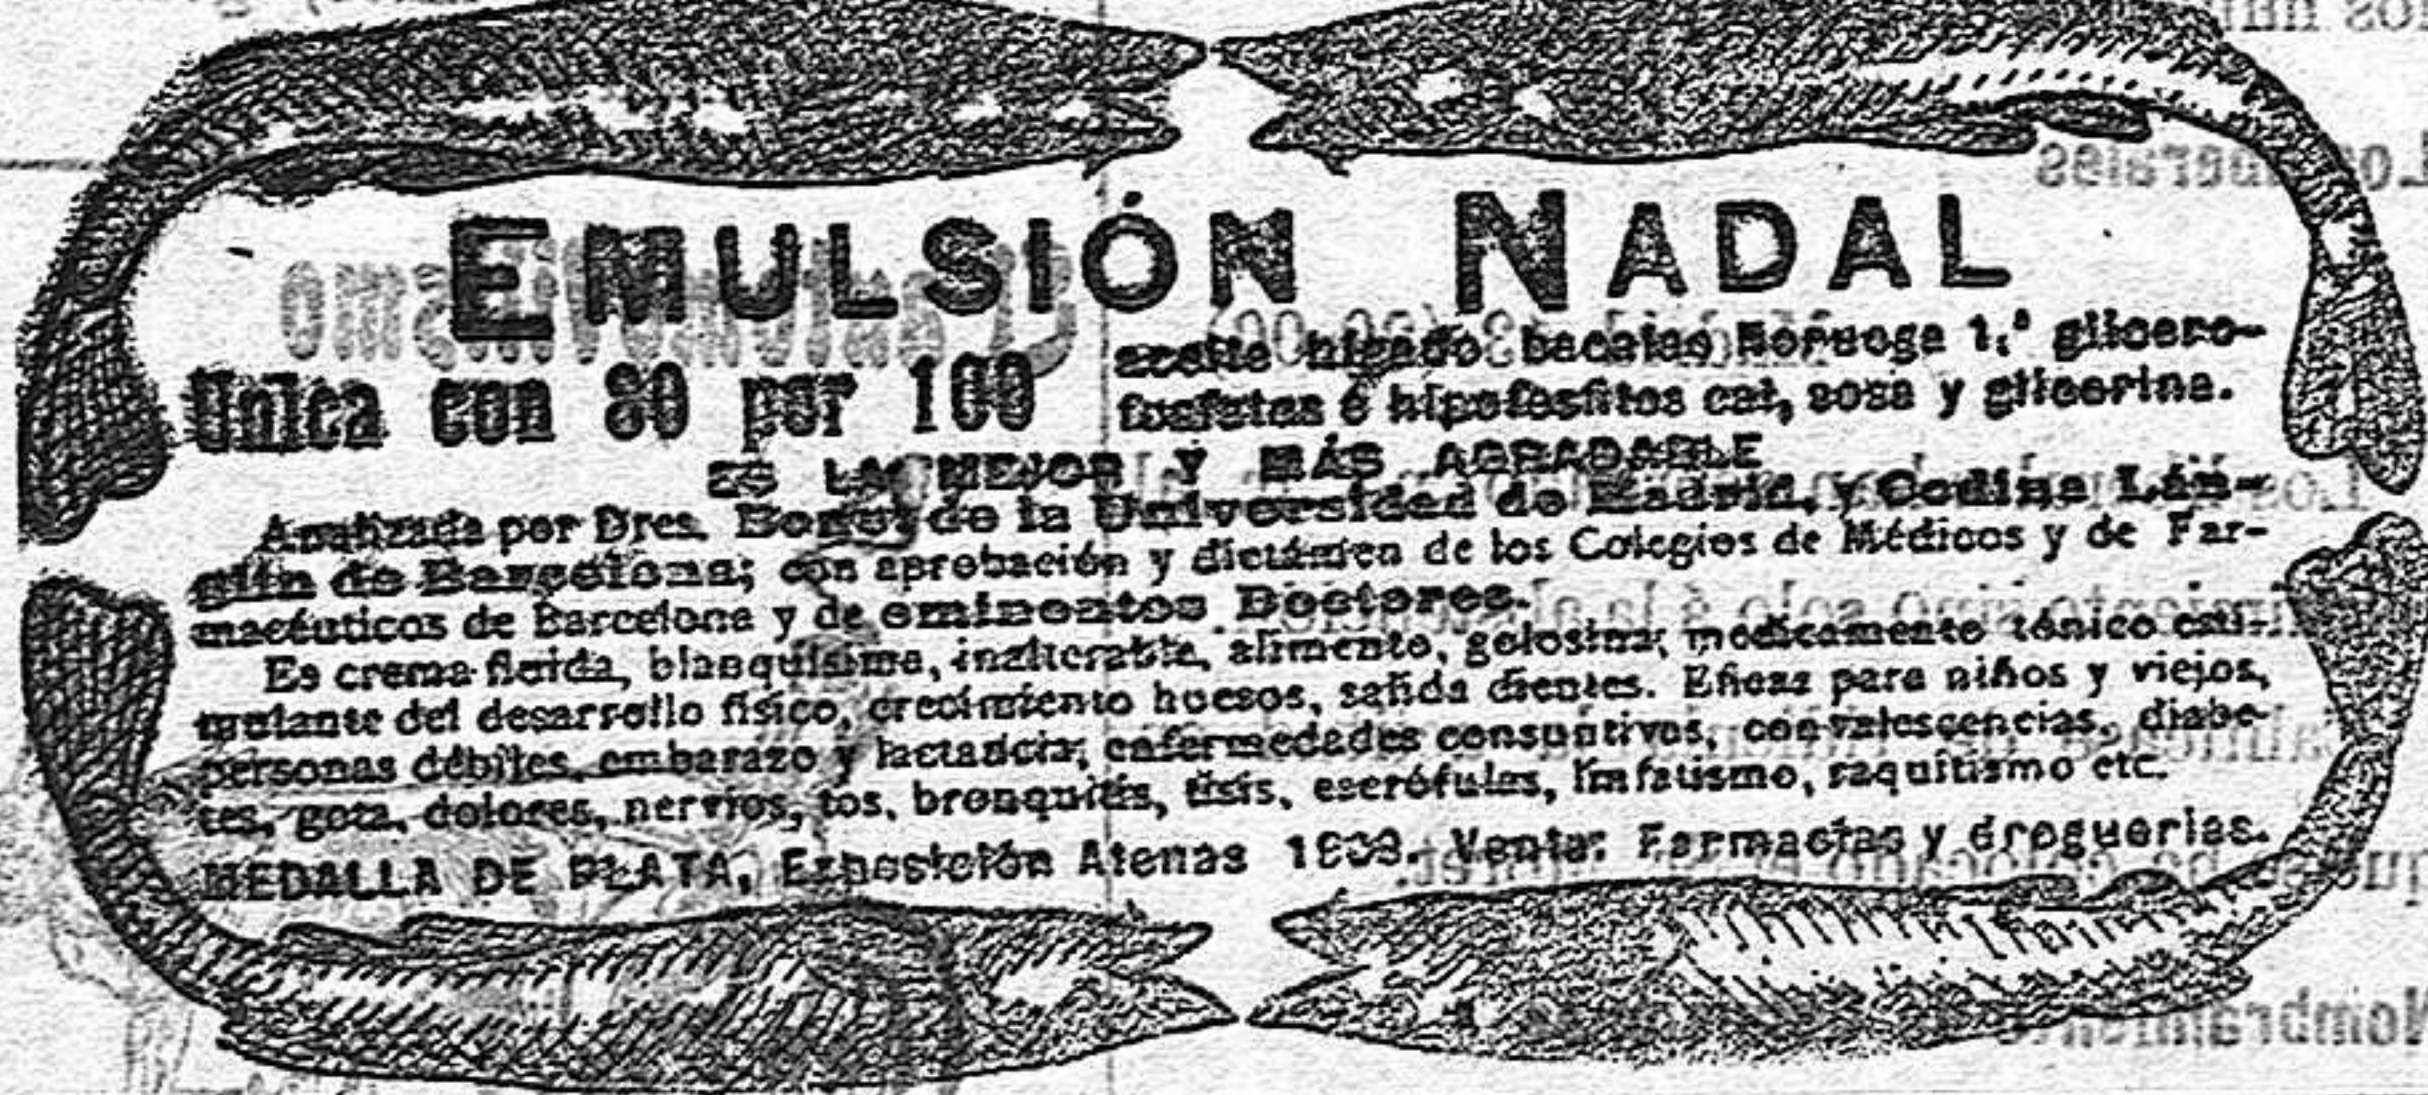 EMULSIÓN NADAL
Única con 80 por 100
aceite hígado bacalao Noruega 1.ª glicero-
fosfatos é hipofosfitos cal, sosa y glicerina.
ES LA MEJOR Y MÁS AGRADABLE
Analizada por Dres. Bonet de la Universidad de Madrid, y Codina Län-
glin de Barcelona; con aprobación y dictámen de los Colegios de Médicos y de Far-
macéuticos de Barcelona y de eminentes Doctores.
Es crema fluida, blanquísima, inalterable, alimento, golosina; medicamento tónico esti-
mulante del desarrollo físico, crecimiento huesos, salida dientes. Eficaz para niños y viejos,
personas débiles, embarazo y lactancia; enfermedades consuntivas, convalescencias, diabe-
tes, gota, dolores, nervios, tos, bronquitis, tisis, escrófulas, linfatismo, raquitismo etc.
MEDALLA DE PLATA, Exposición Atenas Venta: Farmacias y droguerías.